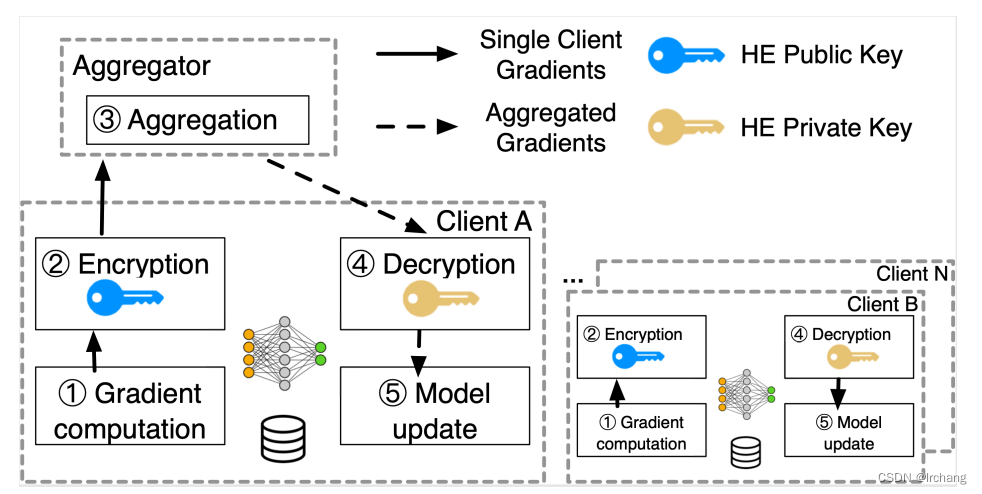 Aggregator
③ Aggregation
Single Client
Gradients
HE Public Key
Aggregated
Gradients
HE Private Key
Client A
② Encryption
④ Decryption
① Gradient
computation
⑤ Model
update
...
Client N
Client B
② Encryption
④ Decryption
① Gradient
computation
⑤ Model
update
CSDN @lrchang